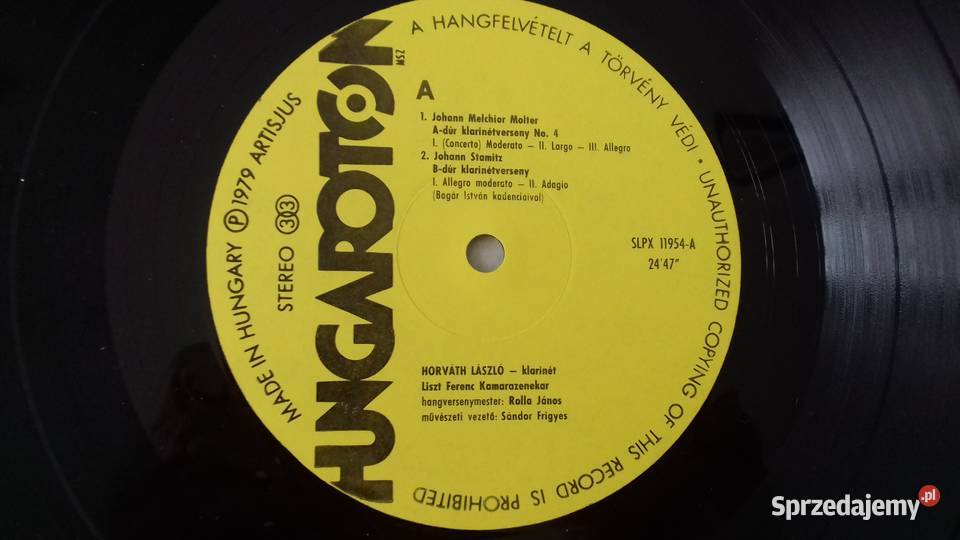 A HANGFELVÉTELT A TÖRVÉNY VÉDI • UNAUTHORIZED COPYING OF THIS RECORD IS PROHIBITED
MADE IN HUNGARY Ⓟ 1979 ARTISJUS
STEREO 33
HUNGAROTON
MSZ
A
1. Johann Melchior Molter
A-dúr klarinétverseny No. 4
I. (Concerto) Moderato – II. Largo – III. Allegro
2. Johann Stamitz
B-dúr klarinétverseny
I. Allegro moderato – II. Adagio
(Bogár István kadenciáival)
SLPX 11954-A
24'47"
HORVÁTH LÁSZLÓ – klarinét
Liszt Ferenc Kamarazenekar
hangversenymester: Rolla János
művészeti vezető: Sándor Frigyes
Sprzedajemy.pl